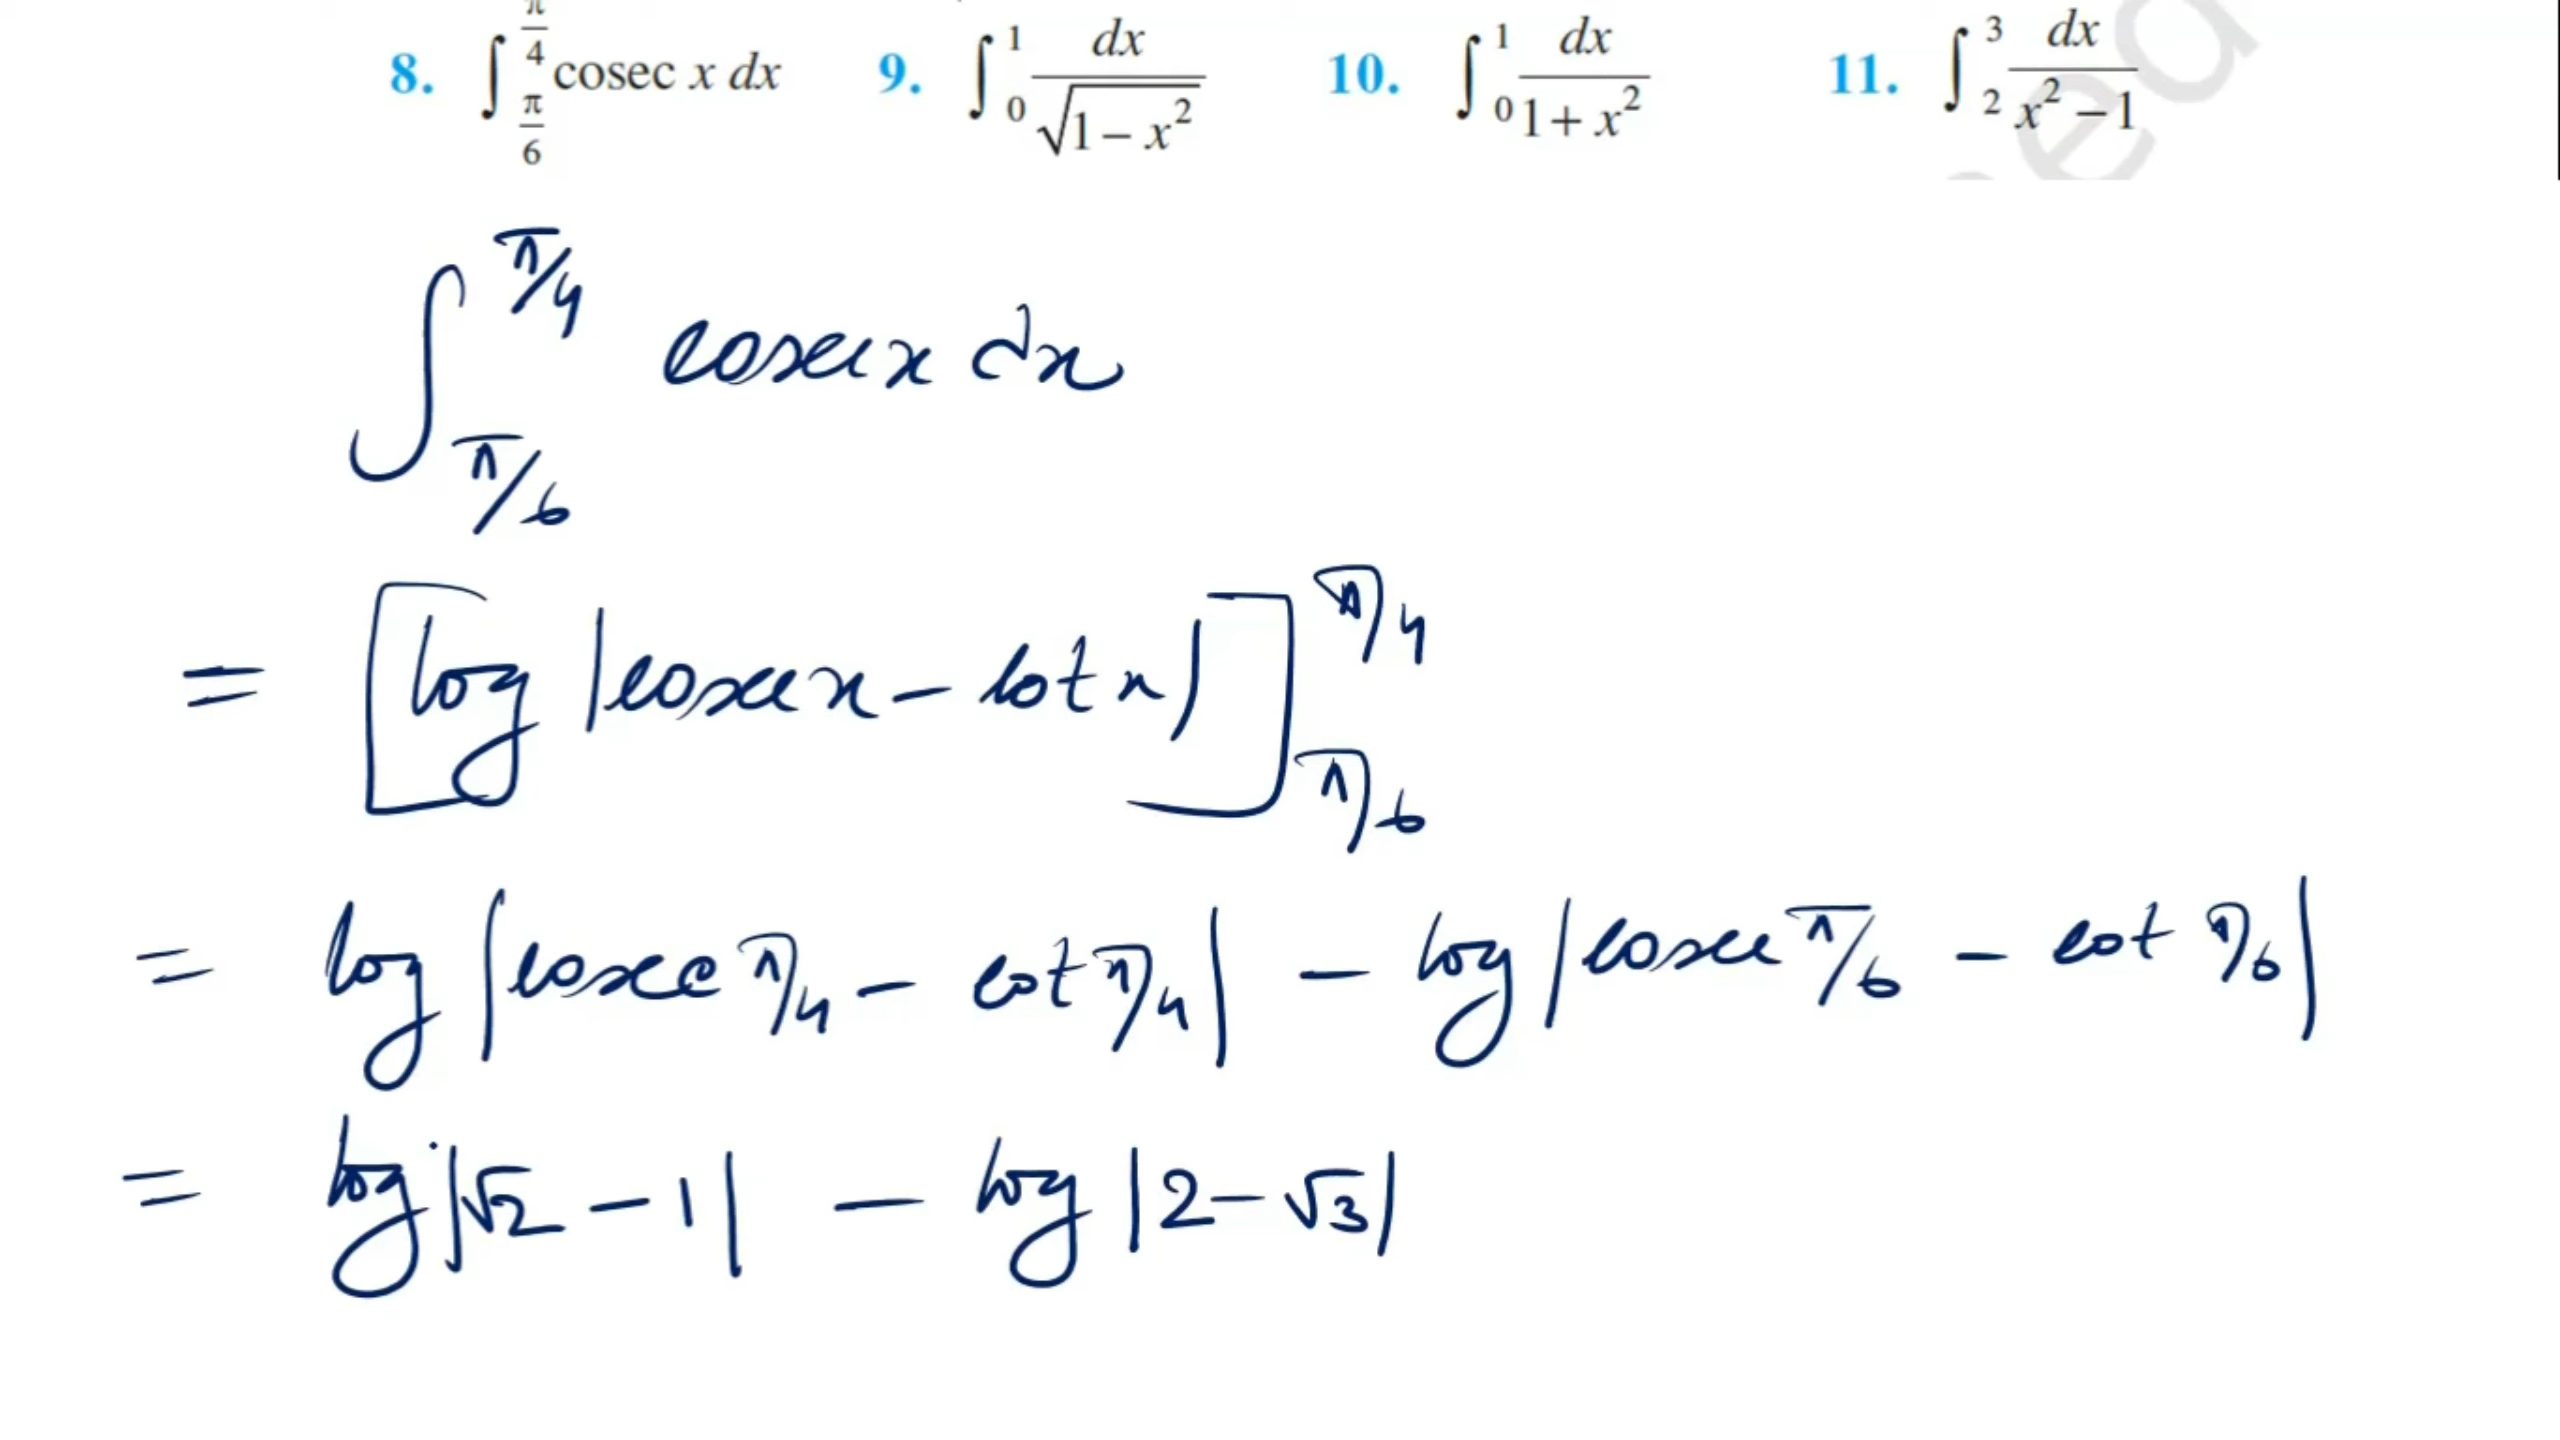 8. ∫_{π/6}^{π/4} cosec x dx 9. ∫_0^1 dx/√(1 – x²) 10. ∫_0^1 dx/(1 + x²) 11. ∫_2^3 dx/(x² – 1)
∫_{π/6}^{π/4} cosec x dx
= [log |cosec x – cot x|]_{π/6}^{π/4}
= log |cosec π/4 – cot π/4| – log |cosec π/6 – cot π/6|
= log |√2 – 1| – log |2 – √3|